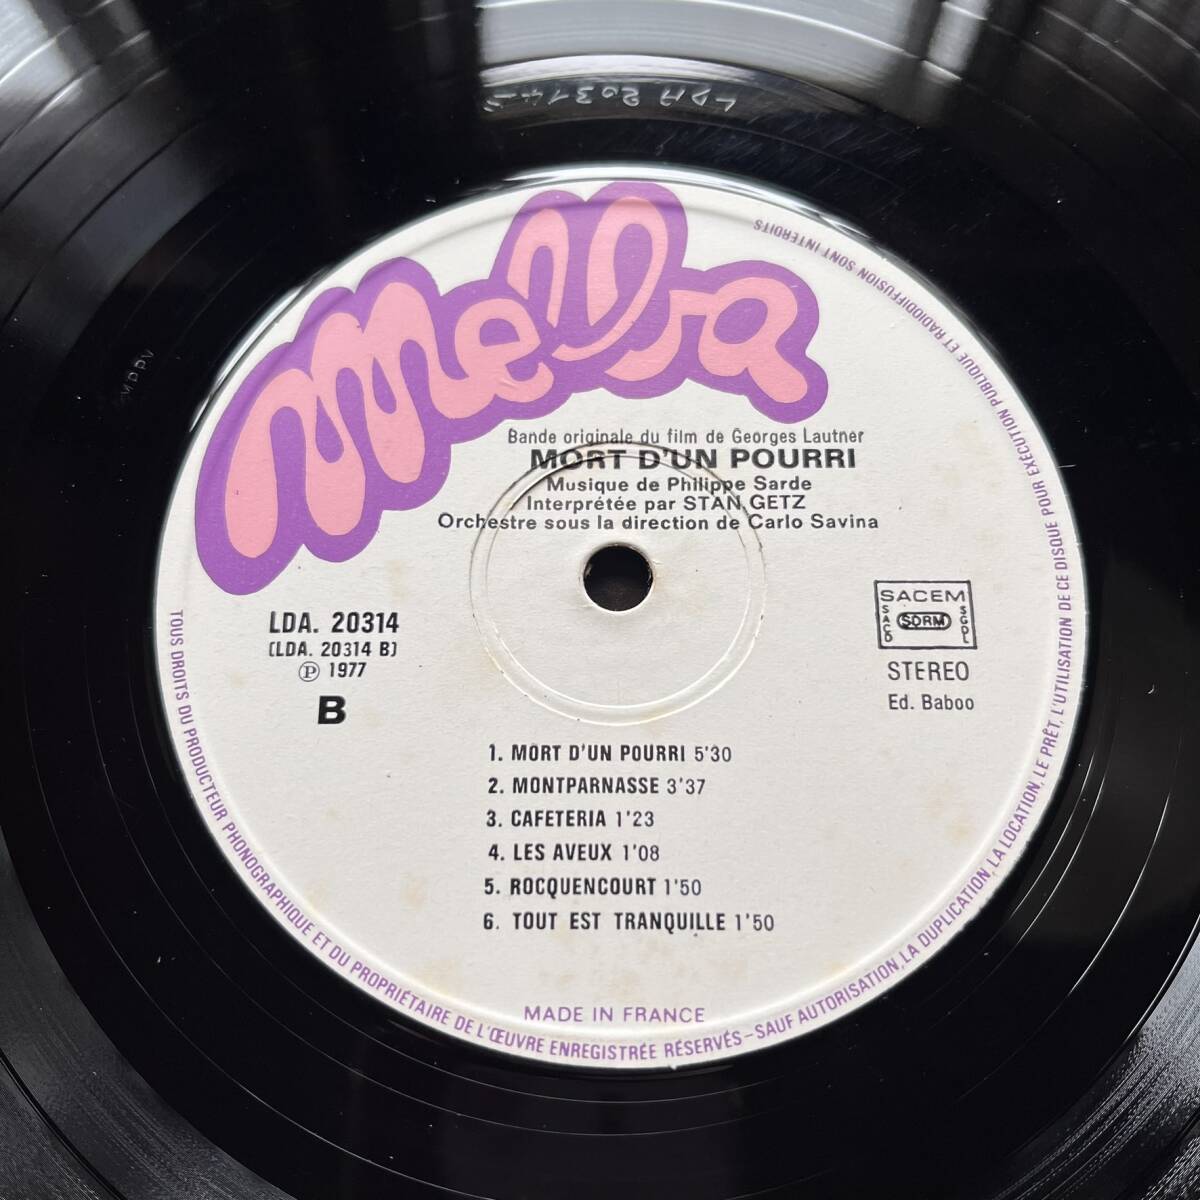 LDA 20314
Melba
Bande originale du film de Georges Lautner
MORT D'UN POURRI
Musique de Philippe Sarde
Interprétée par STAN GETZ
Orchestre sous la direction de Carlo Savina
LDA. 20314
(LDA. 20314 B)
Ⓟ 1977
B
SACEM
SACD
SDRM
SGDL
STEREO
Ed. Baboo
1. MORT D'UN POURRI 5'30
2. MONTPARNASSE 3'37
3. CAFETERIA 1'23
4. LES AVEUX 1'08
5. ROCQUENCOURT 1'50
6. TOUT EST TRANQUILLE 1'50
MADE IN FRANCE
TOUS DROITS DU PRODUCTEUR PHONOGRAPHIQUE ET DU PROPRIÉTAIRE DE L'ŒUVRE ENREGISTRÉE RÉSERVÉS - SAUF AUTORISATION, LA DUPLICATION, LA LOCATION, LE PRÊT, L'UTILISATION DE CE DISQUE POUR EXÉCUTION PUBLIQUE ET RADIODIFFUSION SONT INTERDITS